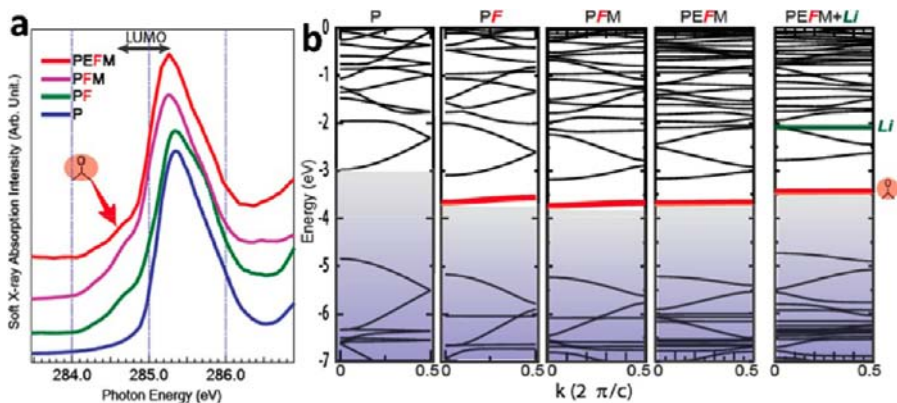 a
LUMO
PEFM
PFM
PF
P
O
Soft X-ray Absorption Intensity (Arb. Unit.)
284.0
285.0
286.0
Photon Energy (eV)
b
P
PF
PFM
PEFM
PEFM+Li
0
-1
-2
-3
-4
-5
-6
-7
Energy (eV)
Li
O
0
0.5
0
0.5
0
0.5
0
0.5
0
0.5
k (2 π/c)